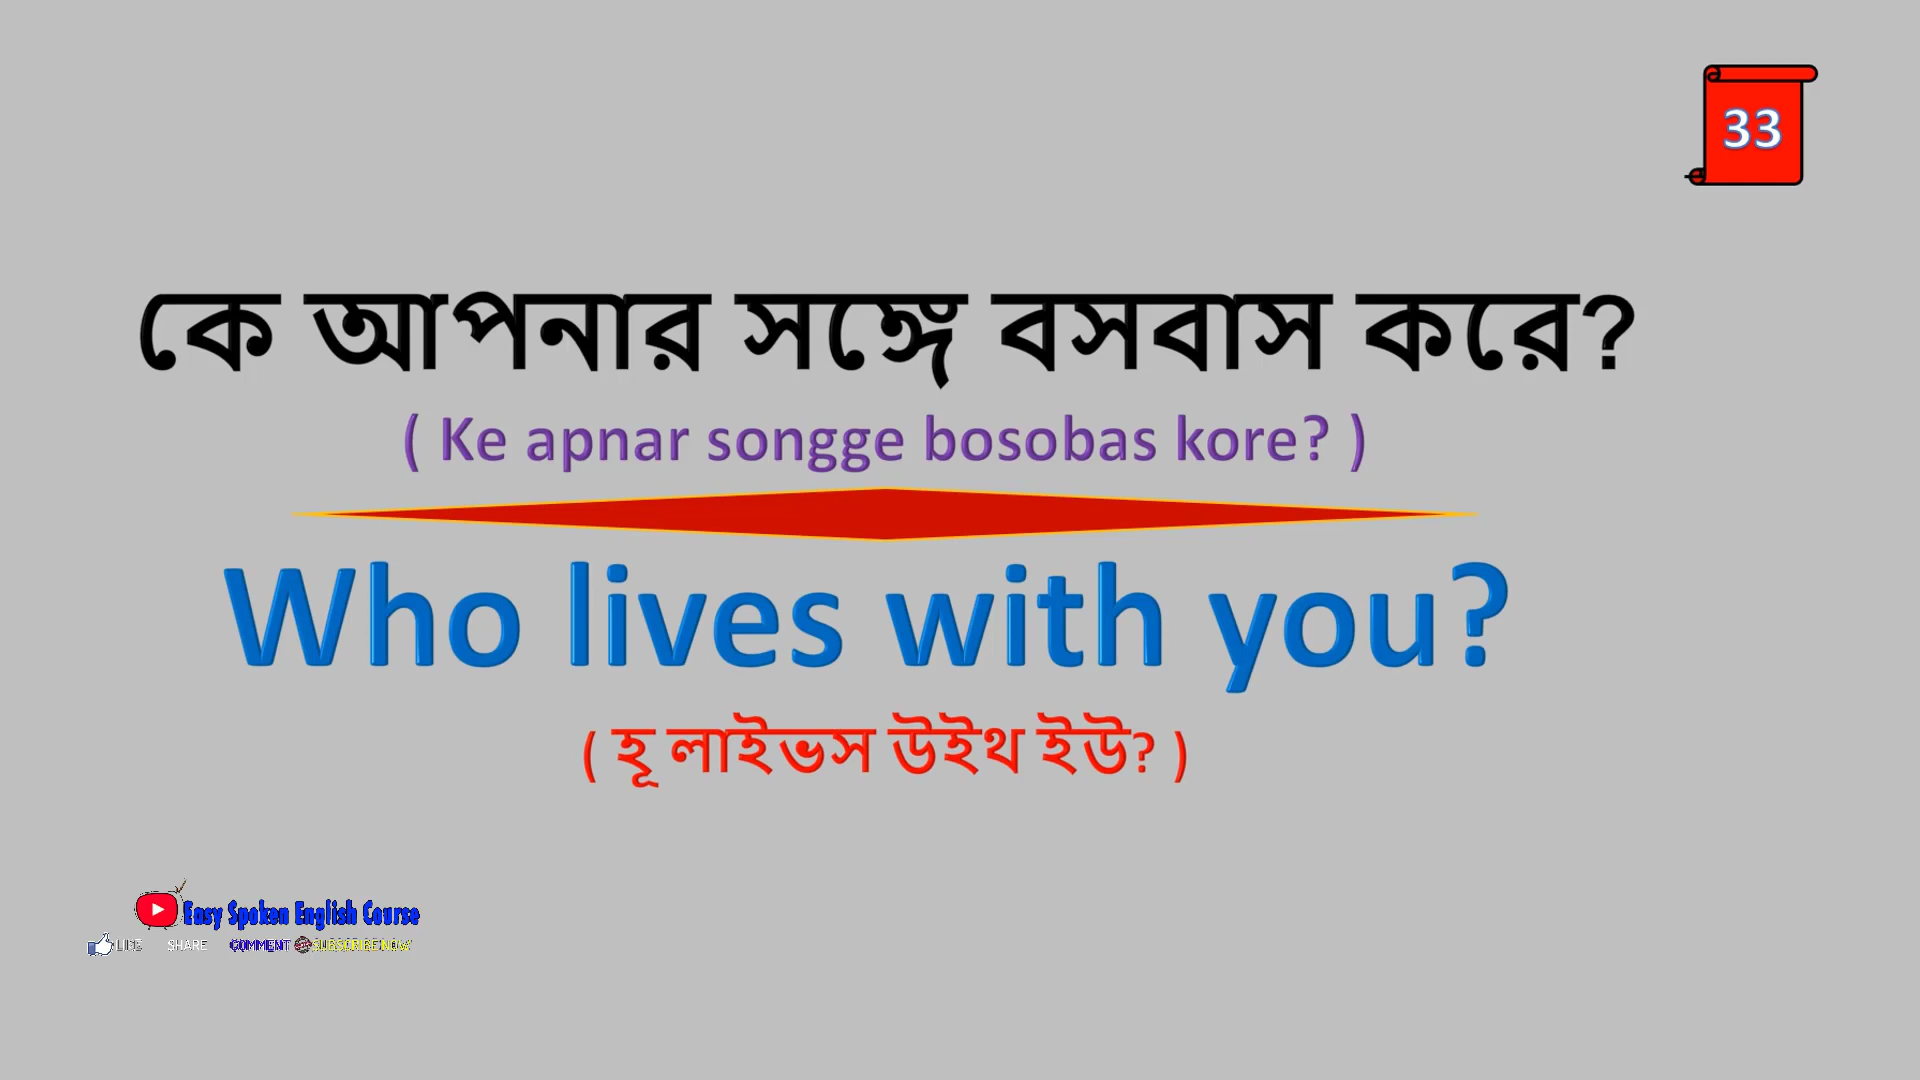 33
কে আপনার সঙ্গে বসবাস করে?
( Ke apnar songge bosobas kore? )
Who lives with you?
( হূ লাইভস উইথ ইউ? )
Easy Spoken English Course
LIKE SHARE COMMENT SUBSCRIBE NOW